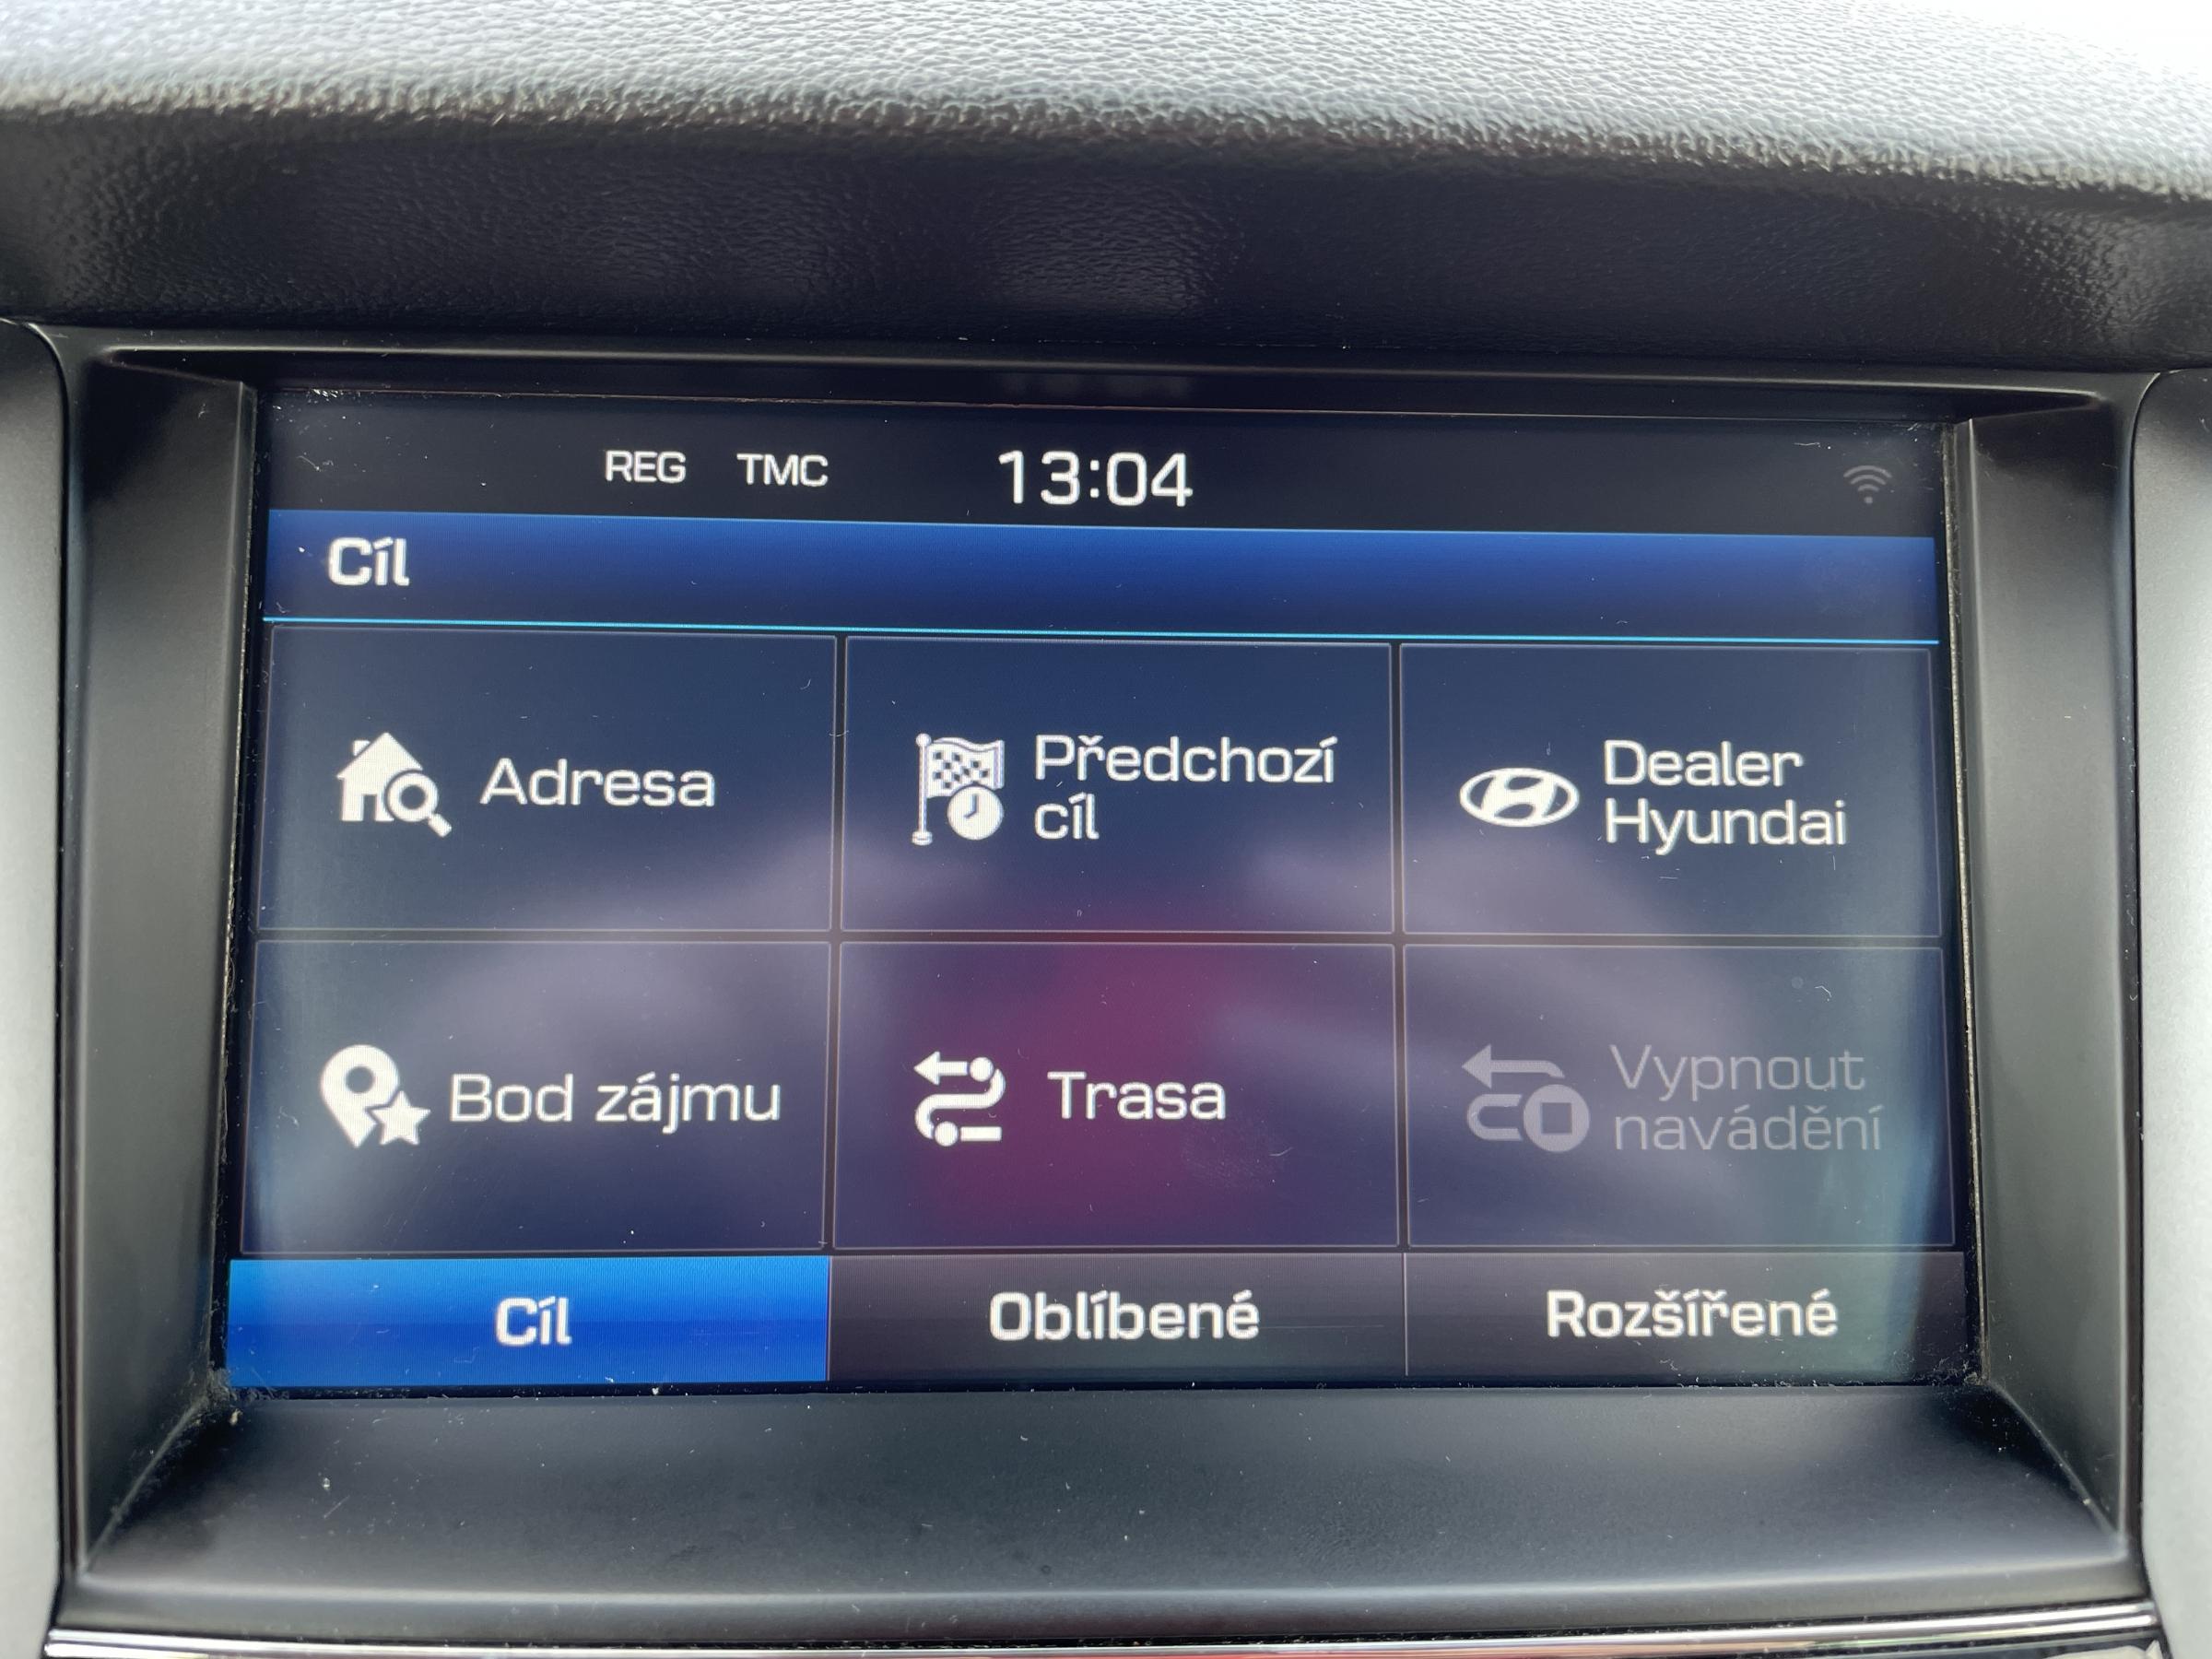 REG TMC 13:04
Cíl
Adresa
Předchozí
cíl
Dealer
Hyundai
Bod zájmu
Trasa
Vypnout
navádění
Cíl
Oblíbené
Rozšířené